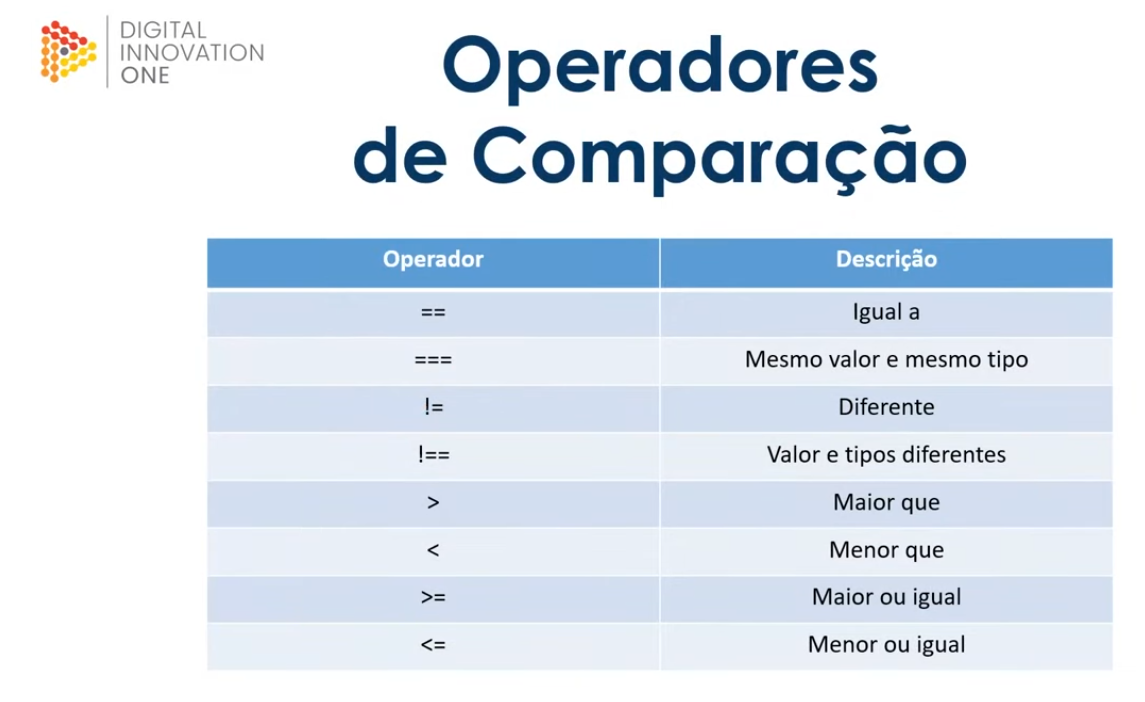 DIGITAL
INNOVATION
ONE
Operadores
de Comparação
Operador Descrição
== Igual a
=== Mesmo valor e mesmo tipo
!= Diferente
!== Valor e tipos diferentes
> Maior que
< Menor que
>= Maior ou igual
<= Menor ou igual